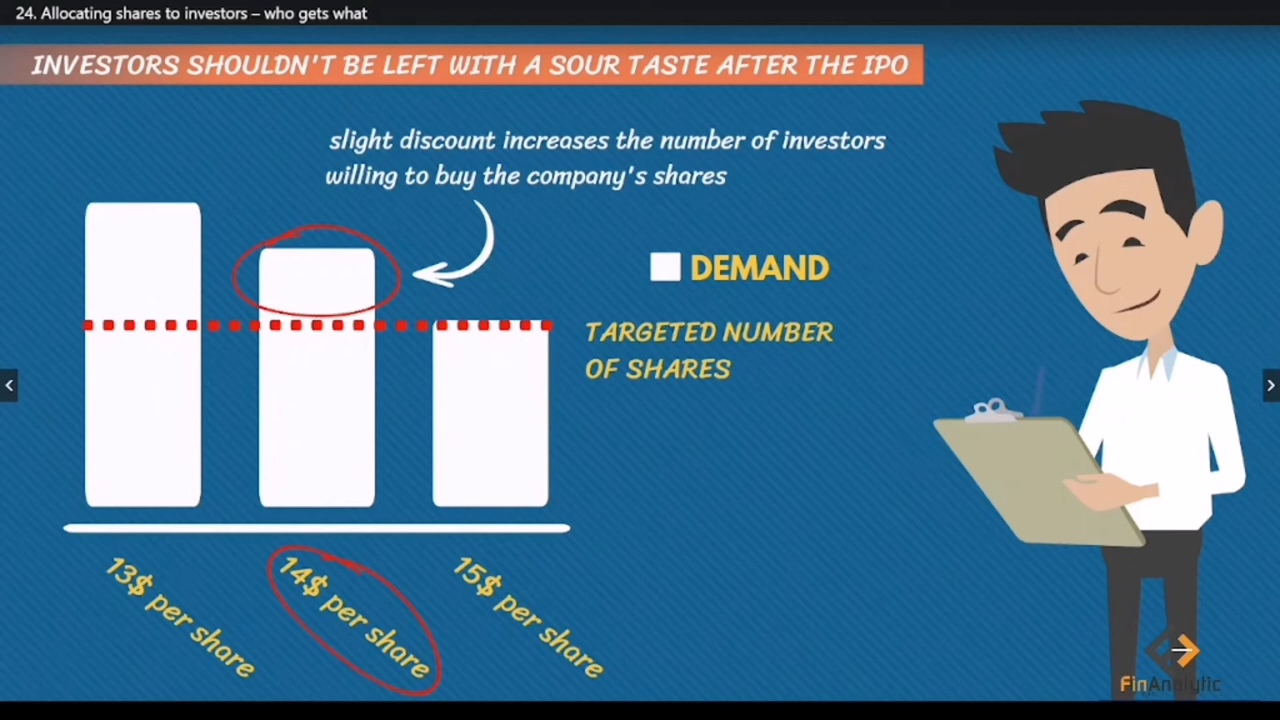 24. Allocating shares to investors – who gets what
INVESTORS SHOULDN'T BE LEFT WITH A SOUR TASTE AFTER THE IPO
slight discount increases the number of investors
willing to buy the company's shares
DEMAND
TARGETED NUMBER
OF SHARES
13$ per share
14$ per share
15$ per share
FinAnalytic